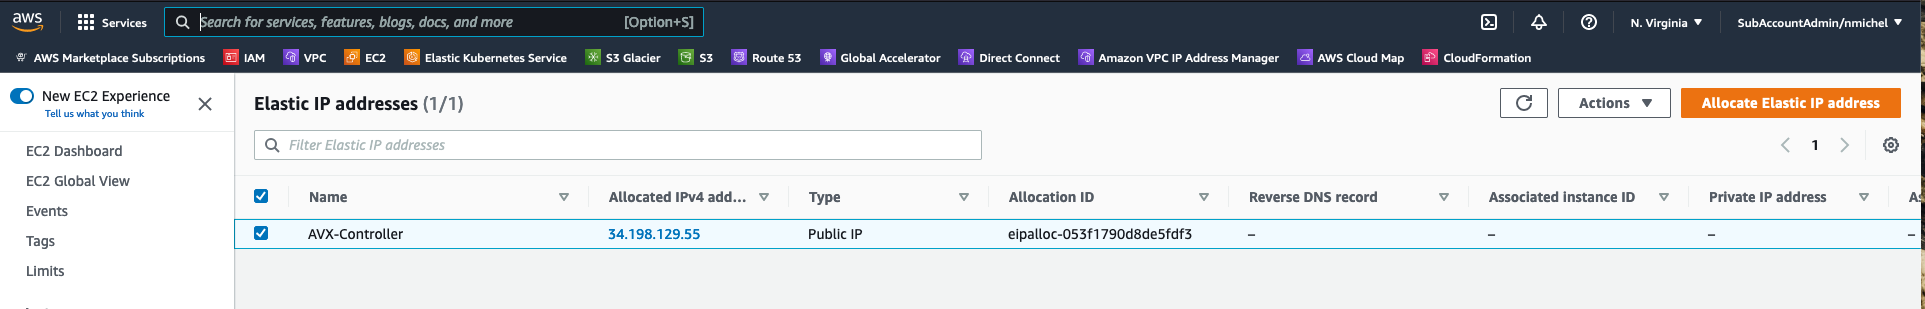 aws
Services
Search for services, features, blogs, docs, and more
[Option+S]
N. Virginia
SubAccountAdmin/nmichel
AWS Marketplace Subscriptions
IAM
VPC
EC2
Elastic Kubernetes Service
S3 Glacier
S3
Route 53
Global Accelerator
Direct Connect
Amazon VPC IP Address Manager
AWS Cloud Map
CloudFormation
New EC2 Experience
Tell us what you think
EC2 Dashboard
EC2 Global View
Events
Tags
Limits
Elastic IP addresses (1/1)
Actions
Allocate Elastic IP address
Filter Elastic IP addresses
1
Name
Allocated IPv4 add...
Type
Allocation ID
Reverse DNS record
Associated instance ID
Private IP address
AVX-Controller
34.198.129.55
Public IP
eipalloc-053f1790d8de5fdf3
–
–
–
–